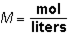 M = mol
liters